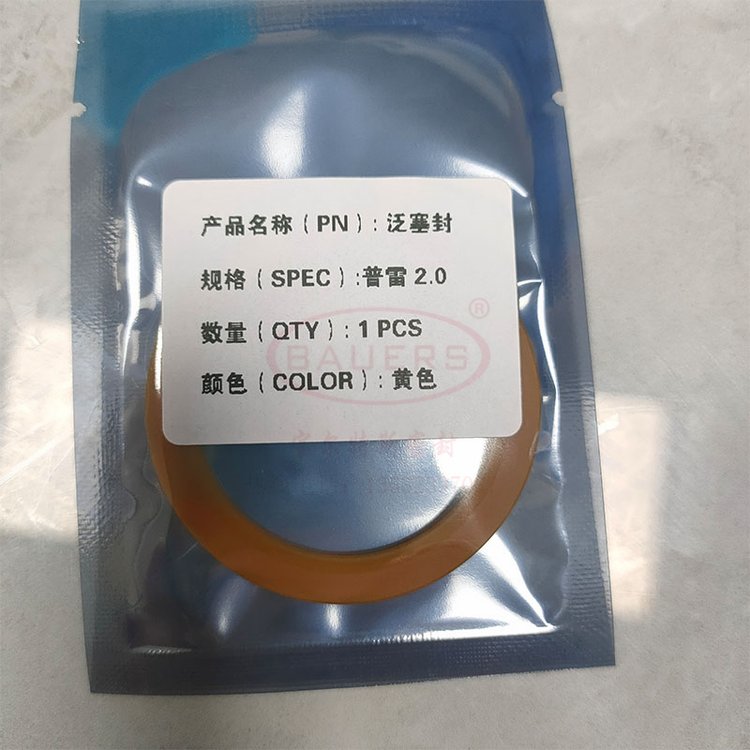 产品名称（PN）: 泛塞封
规格（SPEC）:普雷 2.0
数量（QTY）: 1 PCS
®
BAUERS
颜色（COLOR）: 黄色